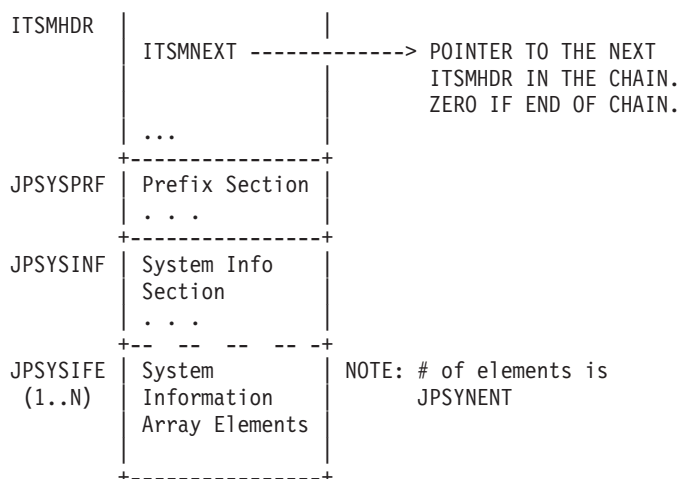 ITSMHDR | |
| ITSMNEXT -------------> POINTER TO THE NEXT
| | ITSMHDR IN THE CHAIN.
| | ZERO IF END OF CHAIN.
| ... |
+----------------+
JPSYSPRF | Prefix Section |
| . . . |
+----------------+
JPSYSINF | System Info |
| Section |
| . . . |
+-- -- -- -- -+
JPSYSIFE | System | NOTE: # of elements is
(1..N) | Information | JPSYNENT
| Array Elements |
| |
+----------------+